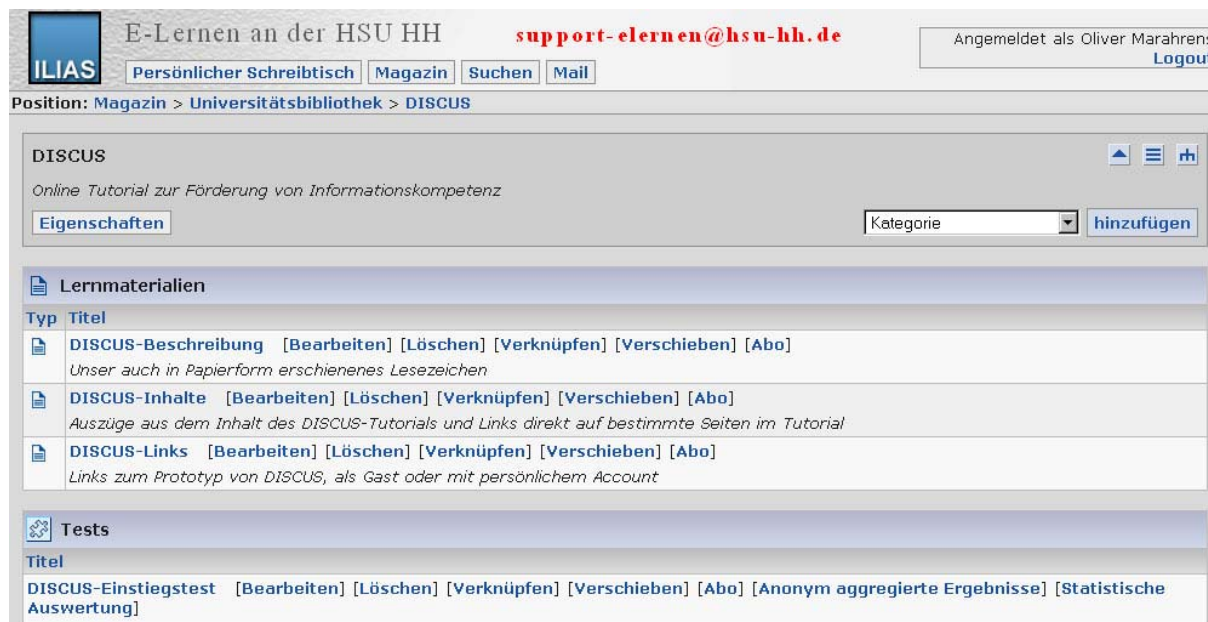 E-Lernen an der HSU HH support-elernen@hsu-hh.de
Angemeldet als Oliver Marahrens
Logout
ILIAS
Persönlicher Schreibtisch Magazin Suchen Mail
Position: Magazin > Universitätsbibliothek > DISCUS
DISCUS
Online Tutorial zur Förderung von Informationskompetenz
Eigenschaften Kategorie hinzufügen
Lernmaterialien
Typ Titel
DISCUS-Beschreibung [Bearbeiten] [Löschen] [Verknüpfen] [Verschieben] [Abo]
Unser auch in Papierform erschienenes Lesezeichen
DISCUS-Inhalte [Bearbeiten] [Löschen] [Verknüpfen] [Verschieben] [Abo]
Auszüge aus dem Inhalt des DISCUS-Tutorials und Links direkt auf bestimmte Seiten im Tutorial
DISCUS-Links [Bearbeiten] [Löschen] [Verknüpfen] [Verschieben] [Abo]
Links zum Prototyp von DISCUS, als Gast oder mit persönlichem Account
Tests
Titel
DISCUS-Einstiegstest [Bearbeiten] [Löschen] [Verknüpfen] [Verschieben] [Abo] [Anonym aggregierte Ergebnisse] [Statistische
Auswertung]